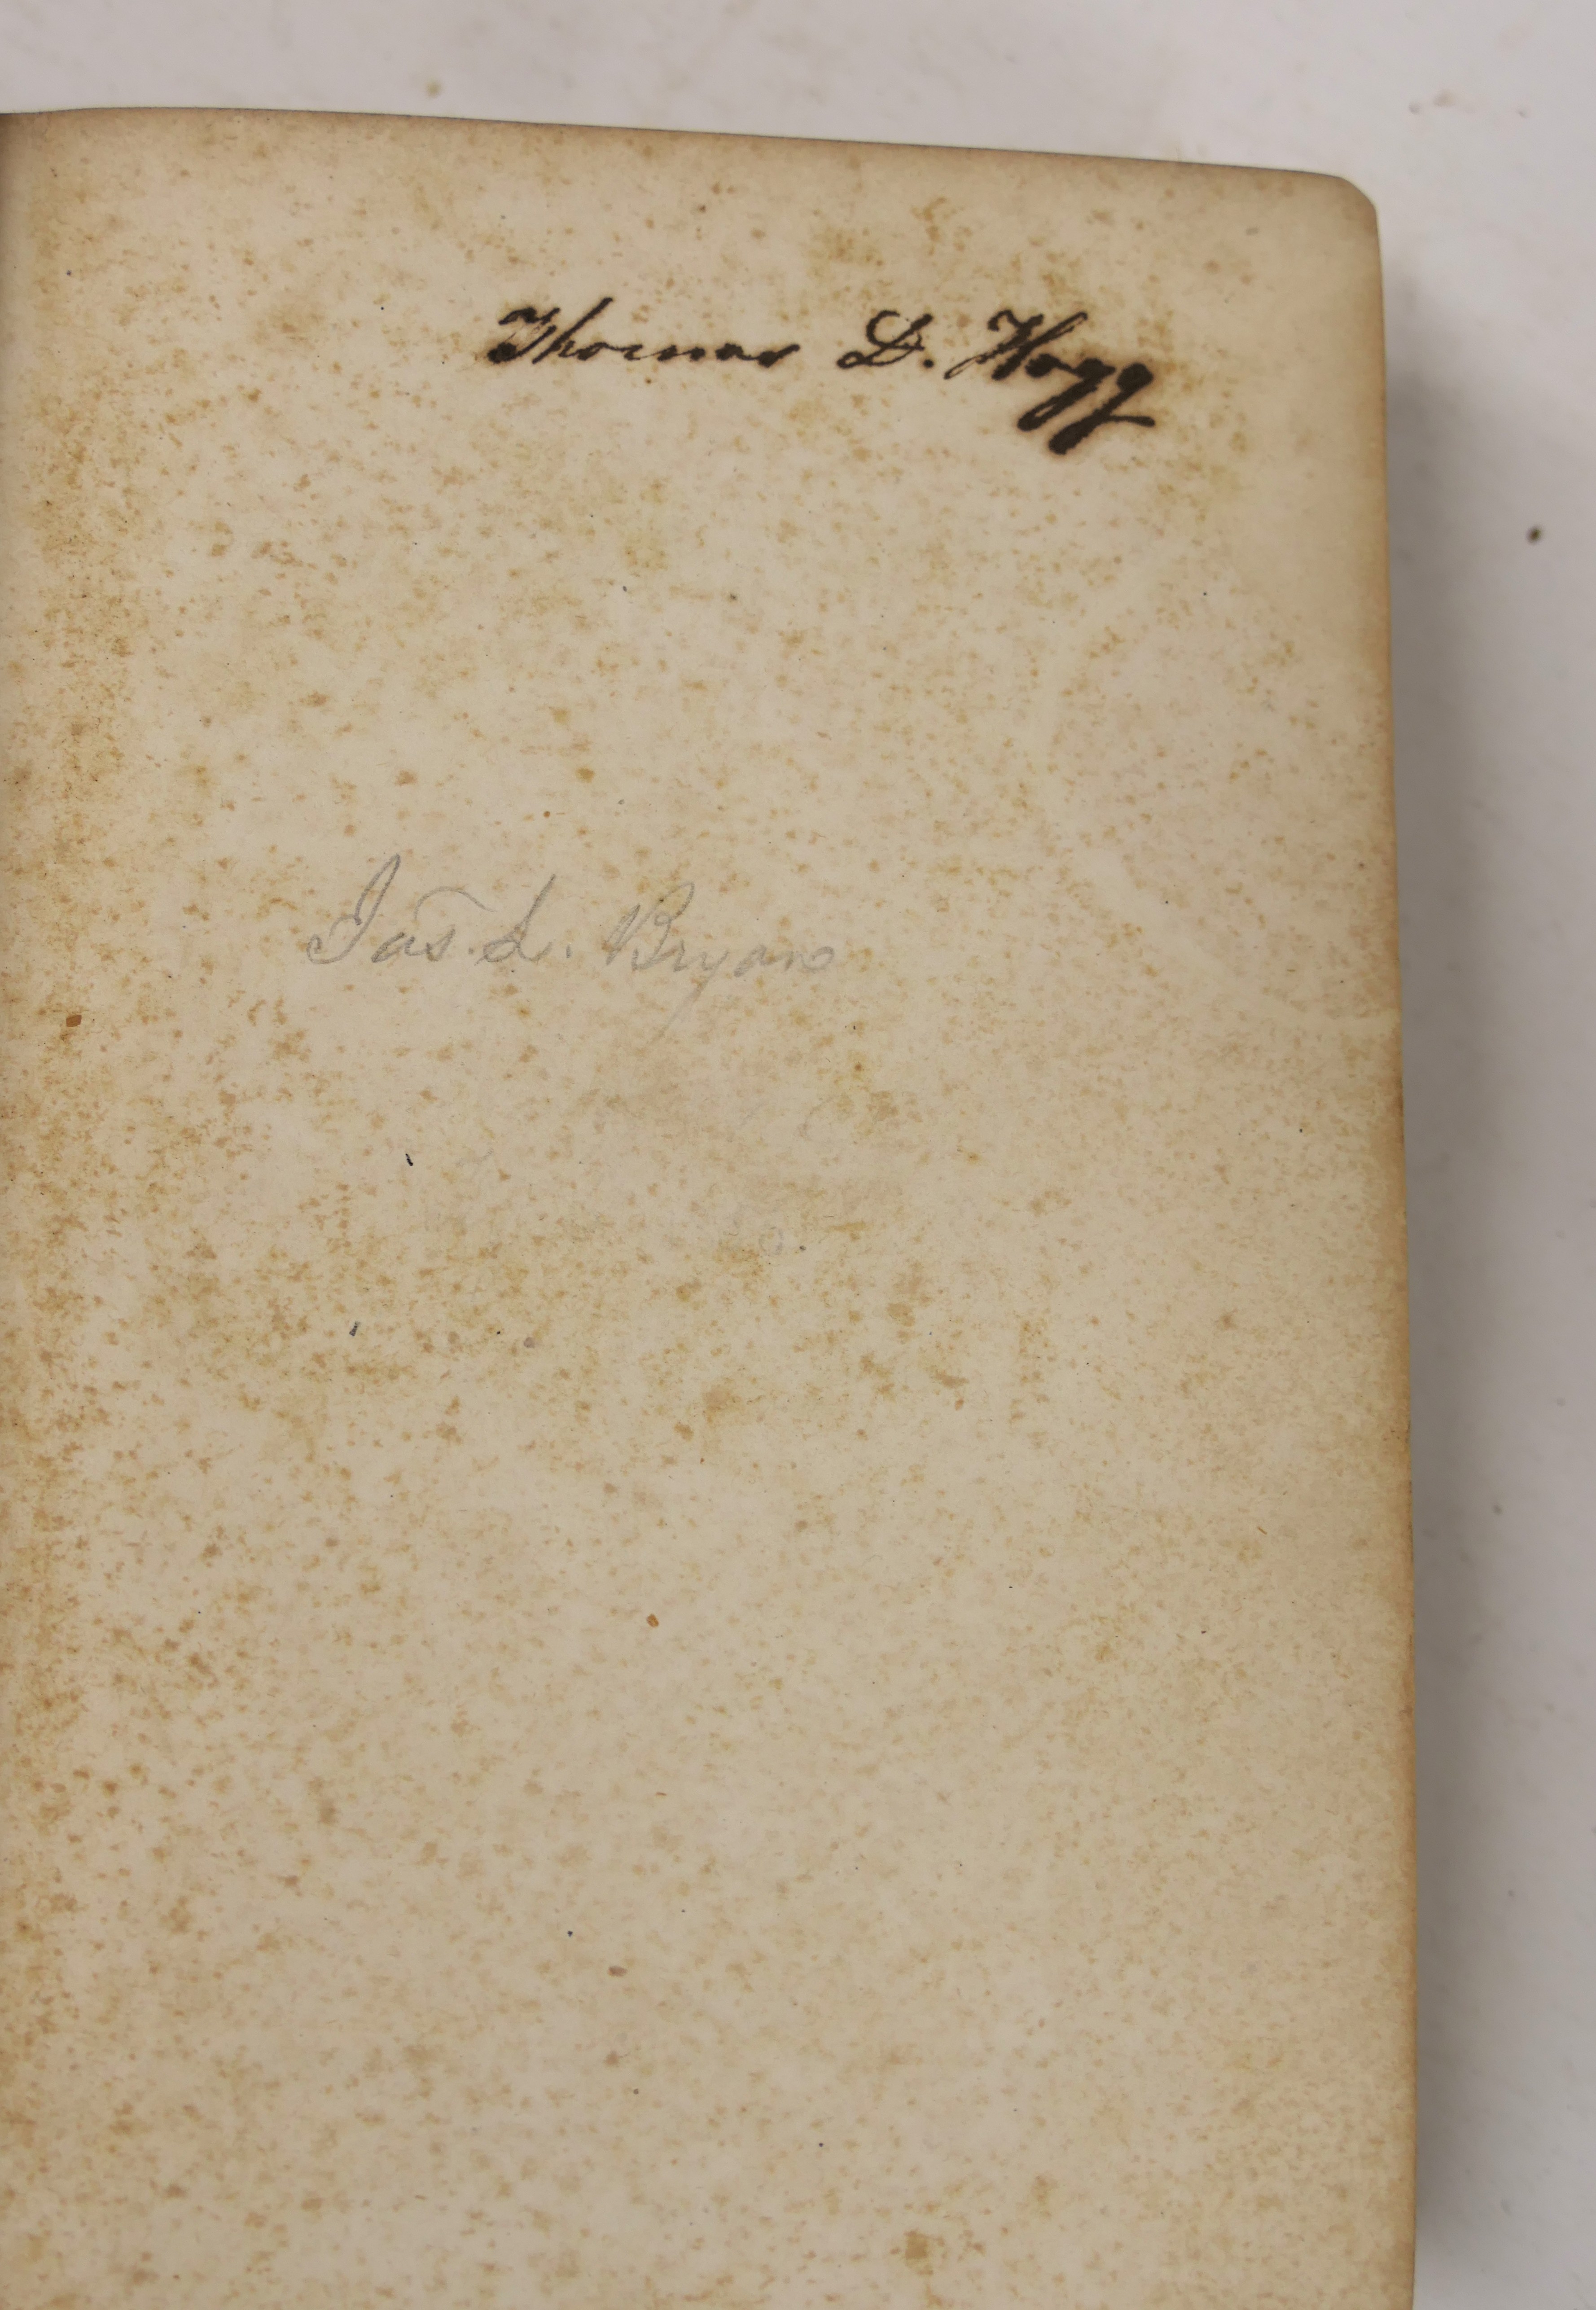 Thomas D. Hogg
Jas. L. Bryan